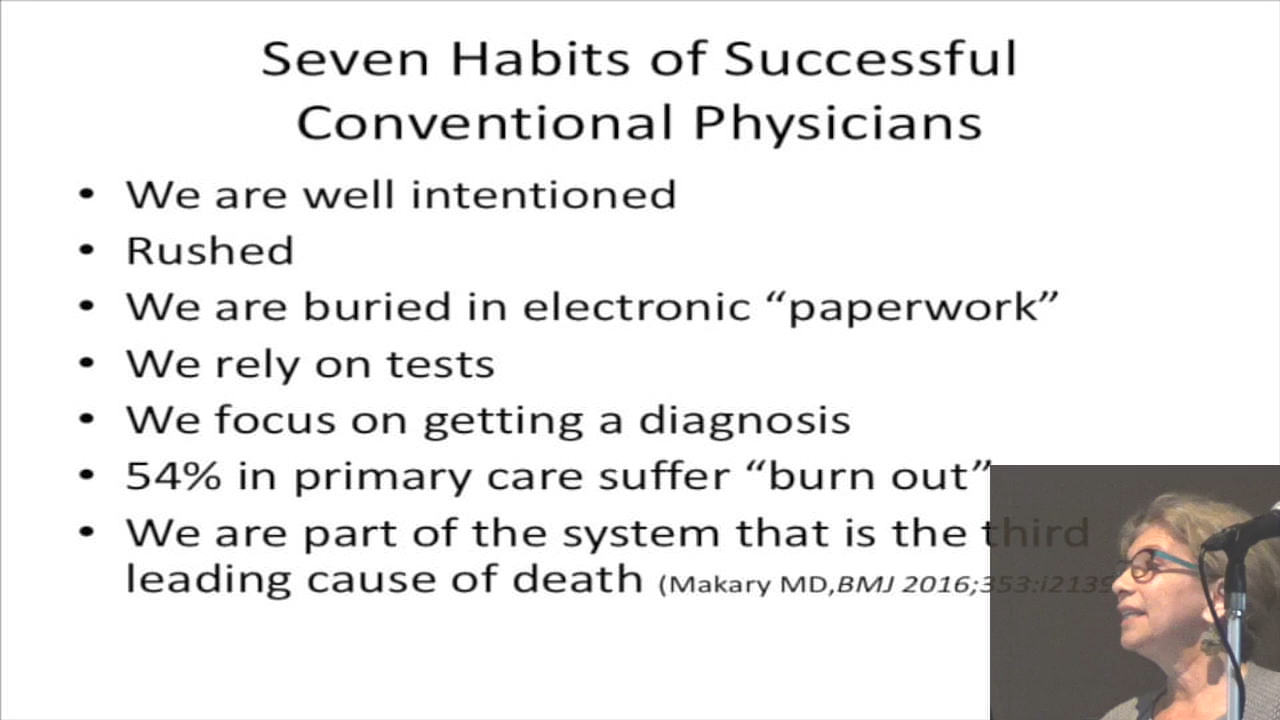 Seven Habits of Successful
Conventional Physicians
• We are well intentioned
• Rushed
• We are buried in electronic “paperwork”
• We rely on tests
• We focus on getting a diagnosis
• 54% in primary care suffer “burn out”
• We are part of the system that is the third
leading cause of death (Makary MD,BMJ 2016;353:i2139